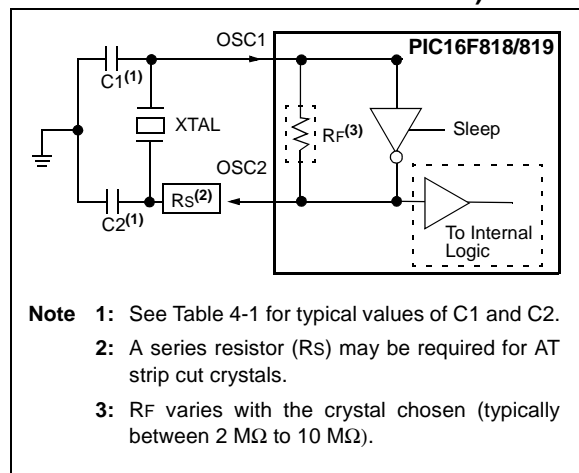 OSC1
PIC16F818/819
C1(1)
XTAL
RF(3)
Sleep
OSC2
RS(2)
C2(1)
To Internal
Logic
Note 1: See Table 4-1 for typical values of C1 and C2.
2: A series resistor (RS) may be required for AT
strip cut crystals.
3: RF varies with the crystal chosen (typically
between 2 MΩ to 10 MΩ).